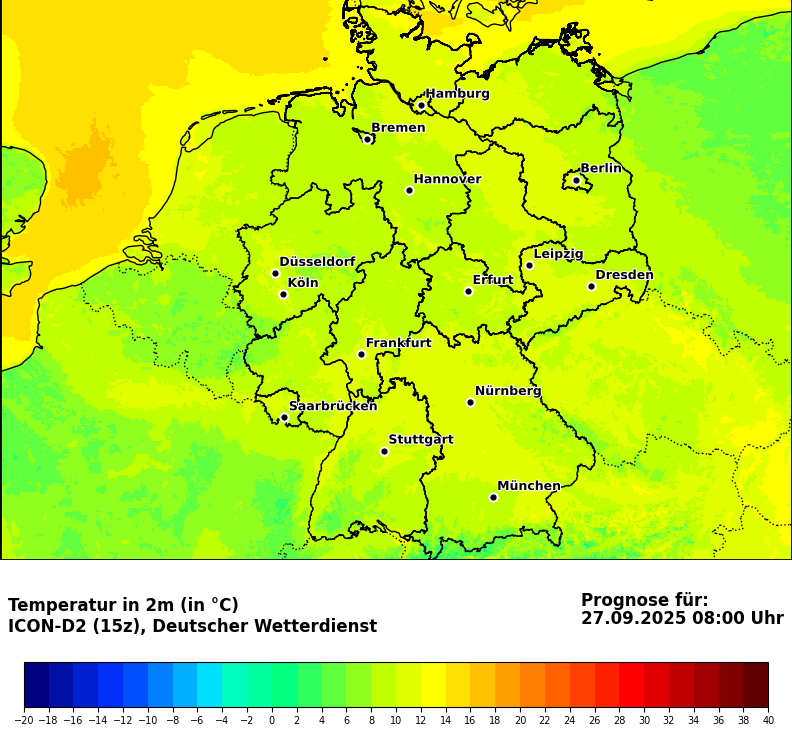 Hamburg
Bremen
Berlin
Hannover
Leipzig
Düsseldorf
Dresden
Köln
Erfurt
Frankfurt
Nürnberg
Saarbrücken
Stuttgart
München
Temperatur in 2m (in °C)
ICON-D2 (15z), Deutscher Wetterdienst
Prognose für:
27.09.2025 08:00 Uhr
−20 −18 −16 −14 −12 −10 −8 −6 −4 −2 0 2 4 6 8 10 12 14 16 18 20 22 24 26 28 30 32 34 36 38 40